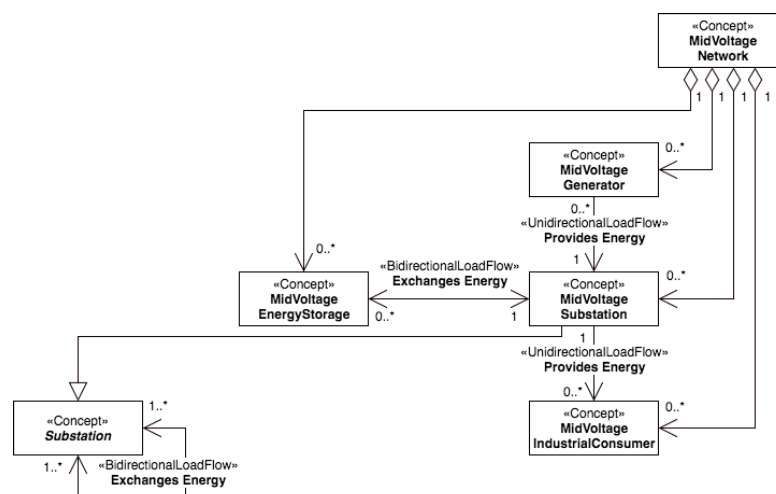 «Concept»
MidVoltage
Network
1
1
1
1
0..*
«Concept»
MidVoltage
Generator
0..*
«UnidirectionalLoadFlow»
Provides Energy
0..*
1
«BidirectionalLoadFlow»
Exchanges Energy
«Concept»
MidVoltage
EnergyStorage
0..*
1
«Concept»
MidVoltage
Substation
0..*
1
«UnidirectionalLoadFlow»
Provides Energy
0..*
«Concept»
MidVoltage
IndustrialConsumer
0..*
«Concept»
Substation
1..*
1..*
«BidirectionalLoadFlow»
Exchanges Energy